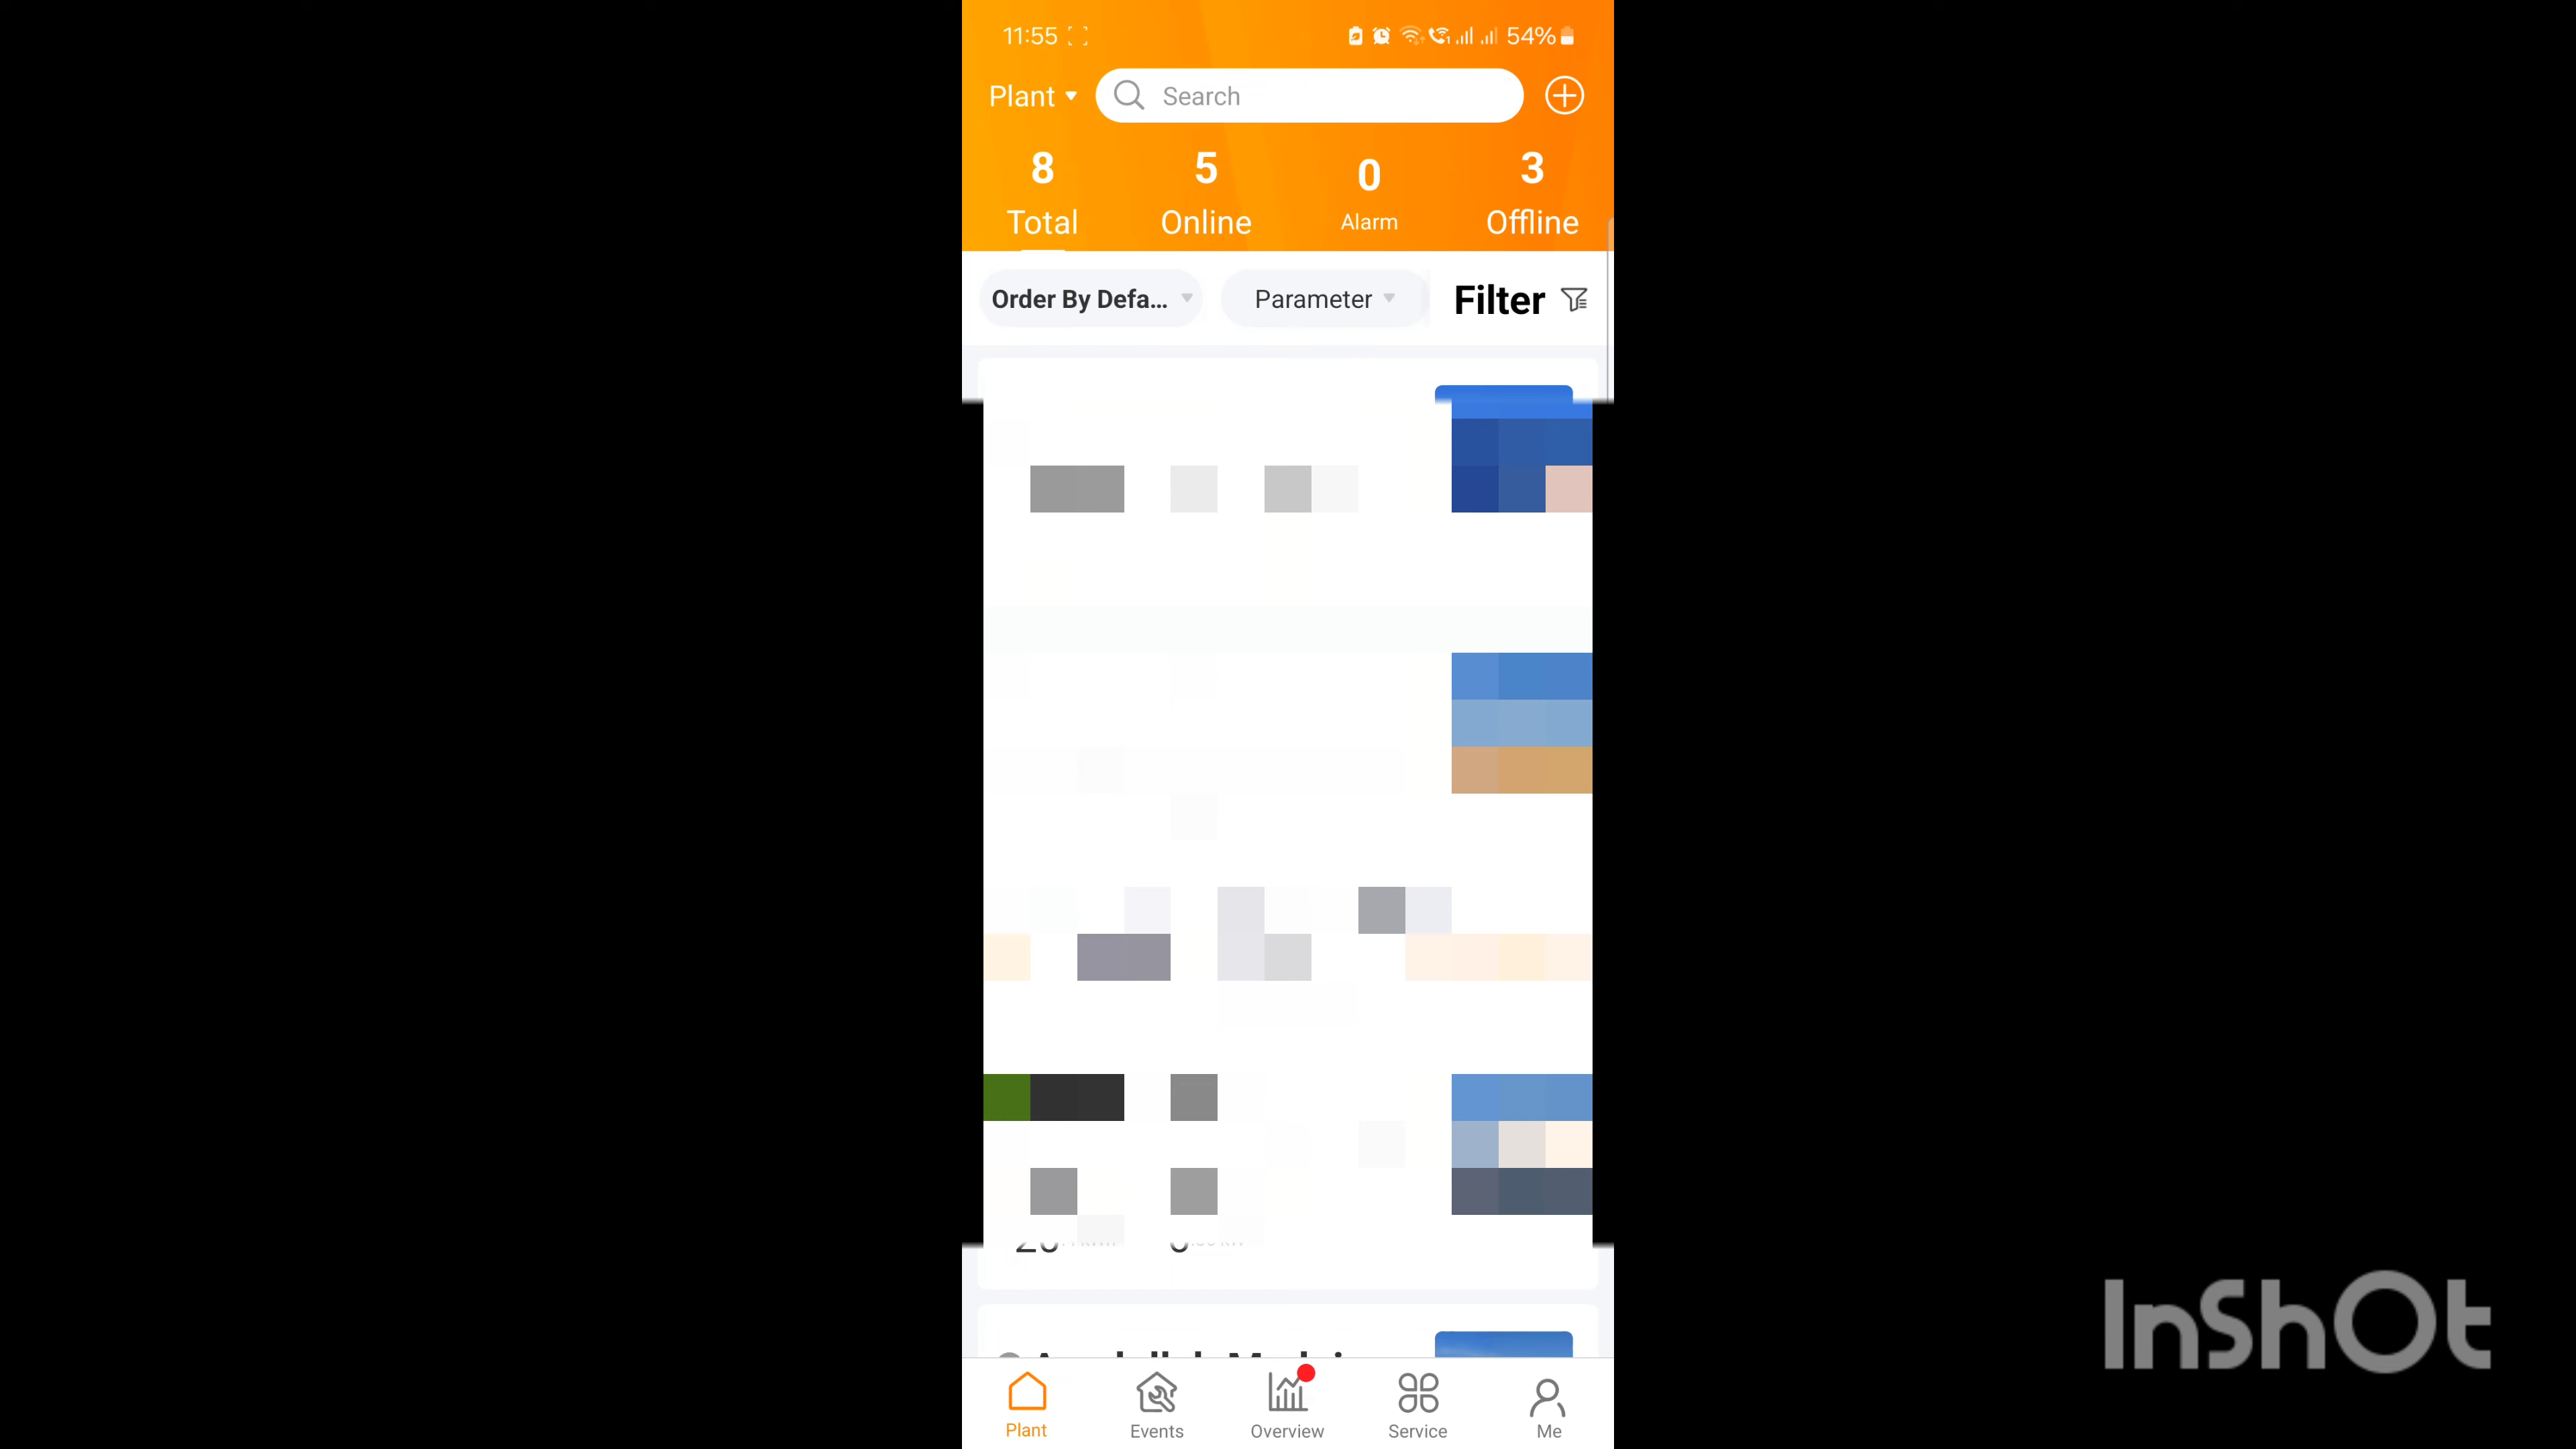 11:55 54%
Plant Search
8 5 0 3
Total Online Alarm Offline
Order By Defa... Parameter Filter
InShOt
Plant Events Overview Service Me